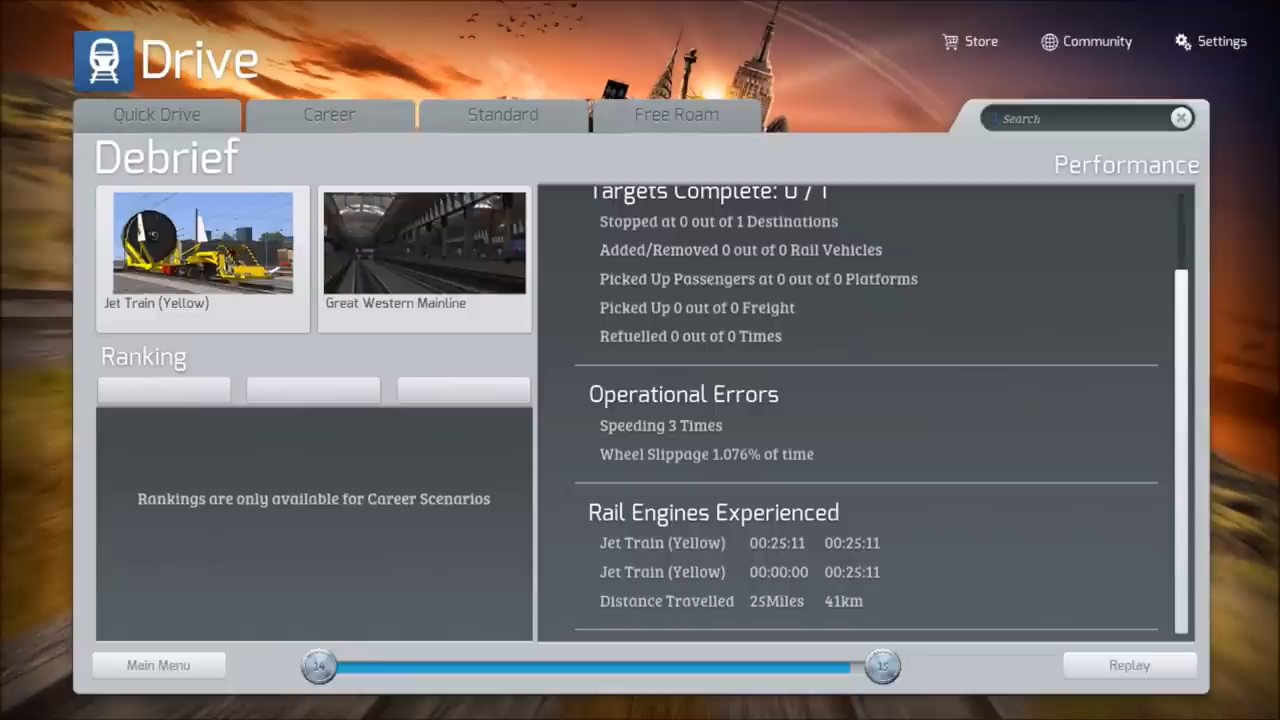 Drive
Store
Community
Settings
Quick Drive
Career
Standard
Free Roam
Search
Debrief
Performance
Jet Train (Yellow)
Great Western Mainline
Targets Complete: 0 / 1
Stopped at 0 out of 1 Destinations
Added/Removed 0 out of 0 Rail Vehicles
Picked Up Passengers at 0 out of 0 Platforms
Picked Up 0 out of 0 Freight
Refuelled 0 out of 0 Times
Ranking
Rankings are only available for Career Scenarios
Operational Errors
Speeding 3 Times
Wheel Slippage 1.076% of time
Rail Engines Experienced
Jet Train (Yellow) 00:25:11 00:25:11
Jet Train (Yellow) 00:00:00 00:25:11
Distance Travelled 25Miles 41km
Main Menu
14
15
Replay